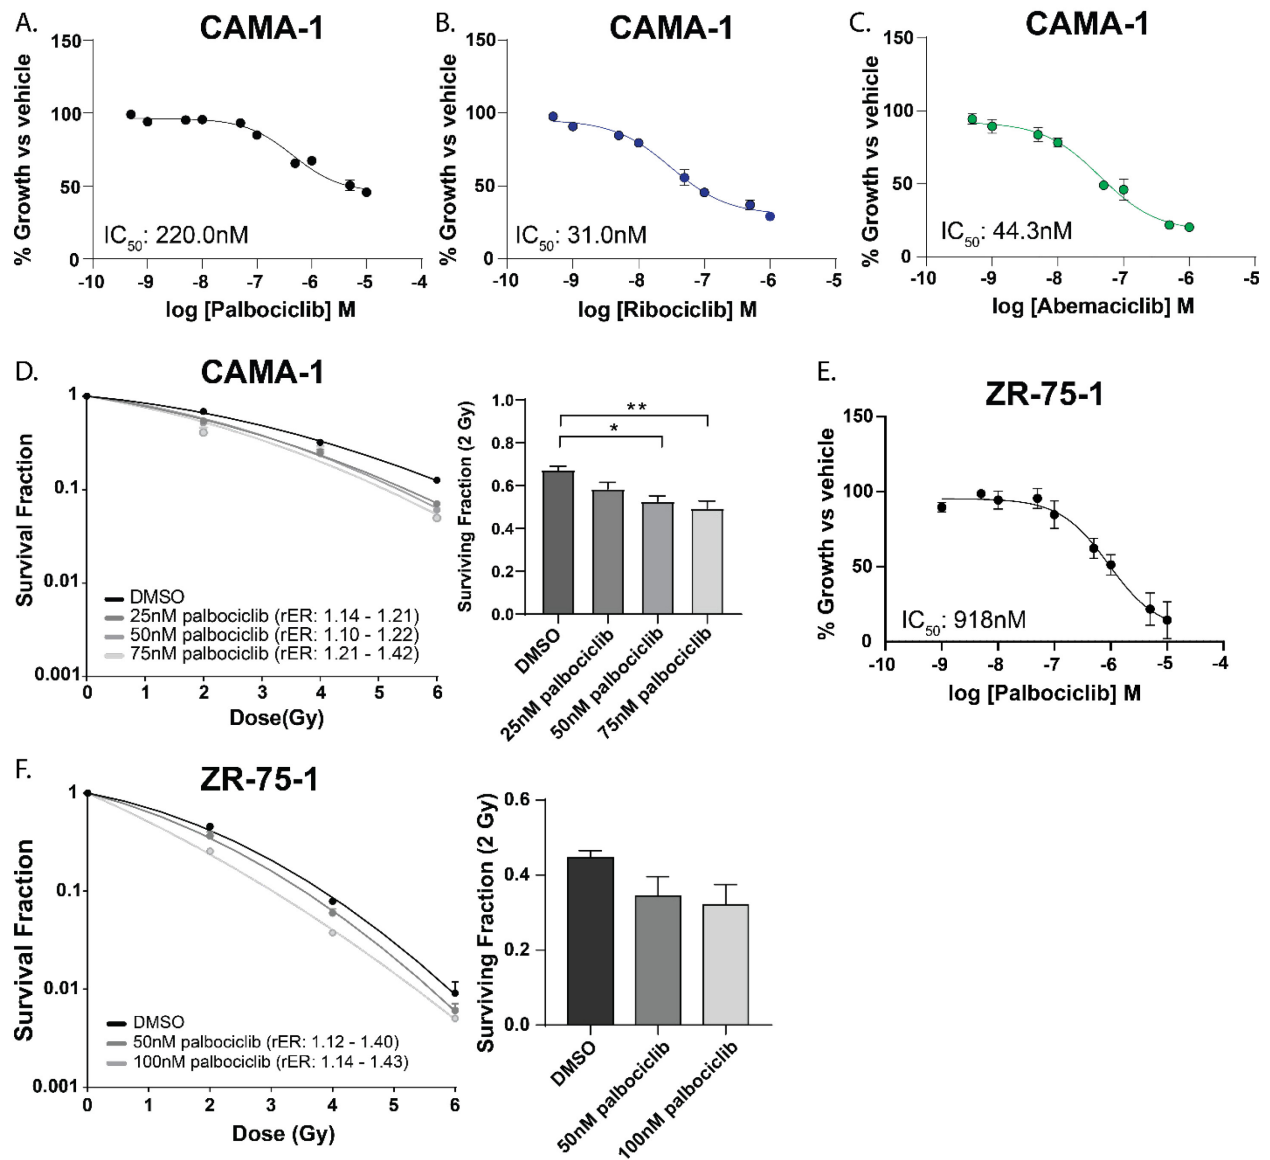 A.
CAMA-1
% Growth vs vehicle
150
100
50
0
-10
-9
-8
-7
-6
-5
-4
IC50: 220.0nM
log [Palbociclib] M
B.
CAMA-1
% Growth vs vehicle
150
100
50
0
-10
-9
-8
-7
-6
-5
IC50: 31.0nM
log [Ribociclib] M
C.
CAMA-1
% Growth vs vehicle
150
100
50
0
-10
-9
-8
-7
-6
-5
IC50: 44.3nM
log [Abemaciclib] M
D.
CAMA-1
Survival Fraction
1
0.1
0.01
0.001
DMSO
25nM palbociclib (rER: 1.14 - 1.21)
50nM palbociclib (rER: 1.10 - 1.22)
75nM palbociclib (rER: 1.21 - 1.42)
0
1
2
3
4
5
6
Dose(Gy)
Surviving Fraction (2 Gy)
1.0
0.8
0.6
0.4
0.2
0.0
**
*
DMSO
25nM palbociclib
50nM palbociclib
75nM palbociclib
E.
ZR-75-1
% Growth vs vehicle
150
100
50
0
-10
-9
-8
-7
-6
-5
-4
IC50: 918nM
log [Palbociclib] M
F.
ZR-75-1
Survival Fraction
1
0.1
0.01
0.001
DMSO
50nM palbociclib (rER: 1.12 - 1.40)
100nM palbociclib (rER: 1.14 - 1.43)
0
1
2
3
4
5
6
Dose (Gy)
Surviving Fraction (2 Gy)
0.6
0.4
0.2
0.0
DMSO
50nM palbociclib
100nM palbociclib